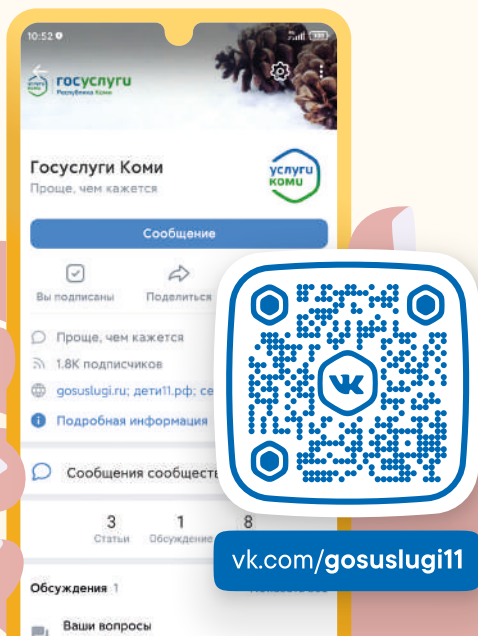 10:52
госуслуги
Республика Коми
Госуслуги Коми
Проще, чем кажется
услуги
коми
Сообщение
Вы подписаны
Поделиться
Проще, чем кажется
1.8K подписчиков
gosuslugi.ru; дети11.рф; се
Подробная информация
Сообщения сообщест
3
1
8
Статьи
Обсуждение
vk.com/gosuslugi11
Обсуждения 1
Ваши вопросы